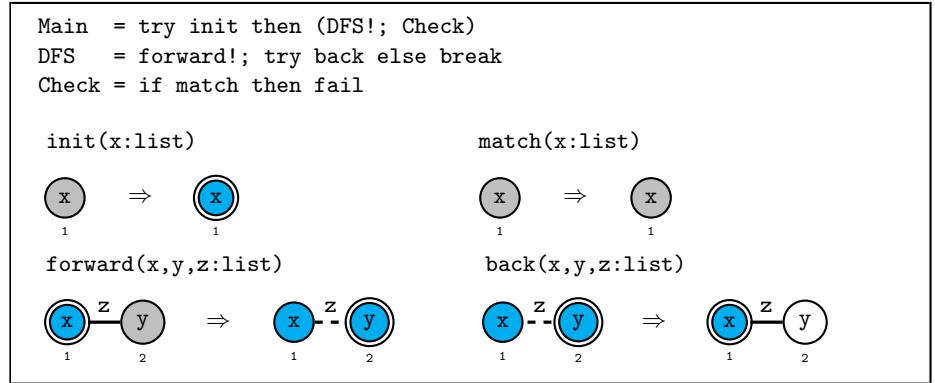 Main = try init then (DFS!; Check)
DFS = forward!; try back else break
Check = if match then fail
init(x:list) match(x:list)
x ⇒ x x ⇒ x
1 1 1 1
forward(x,y,z:list) back(x,y,z:list)
x z y ⇒ x z y x z y ⇒ x z y
1 2 1 2 1 2 1 2